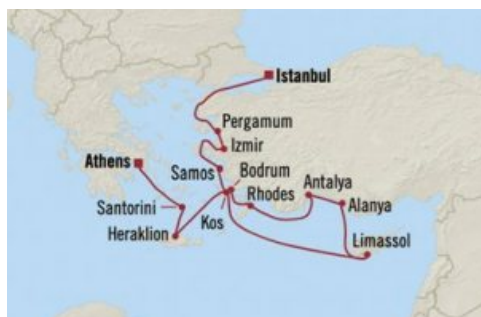 Istanbul
Pergamum
Izmir
Athens
Samos
Bodrum
Antalya
Rhodes
Alanya
Santorini
Kos
Heraklion
Limassol